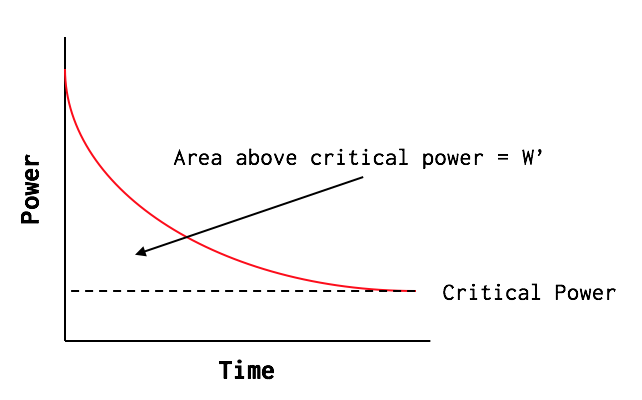 Power
Area above critical power = W’
Critical Power
Time